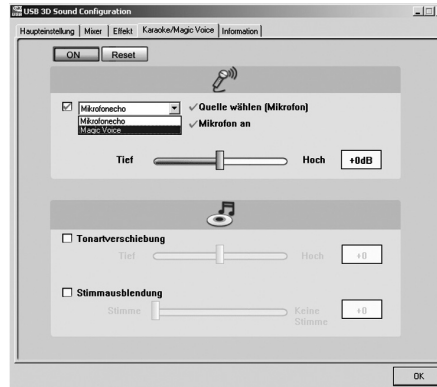 USB 3D Sound Configuration
Haupteinstellung Mixer Effekt Karaoke/Magic Voice Information
ON Reset
Mikrofonecho ✓Quelle wählen (Mikrofon)
Mikrofonecho
Magic Voice ✓Mikrofon an
Tief Hoch +0dB
Tonartverschiebung
Tief Hoch +0
Stimmausblendung
Stimme Keine Stimme +0
OK